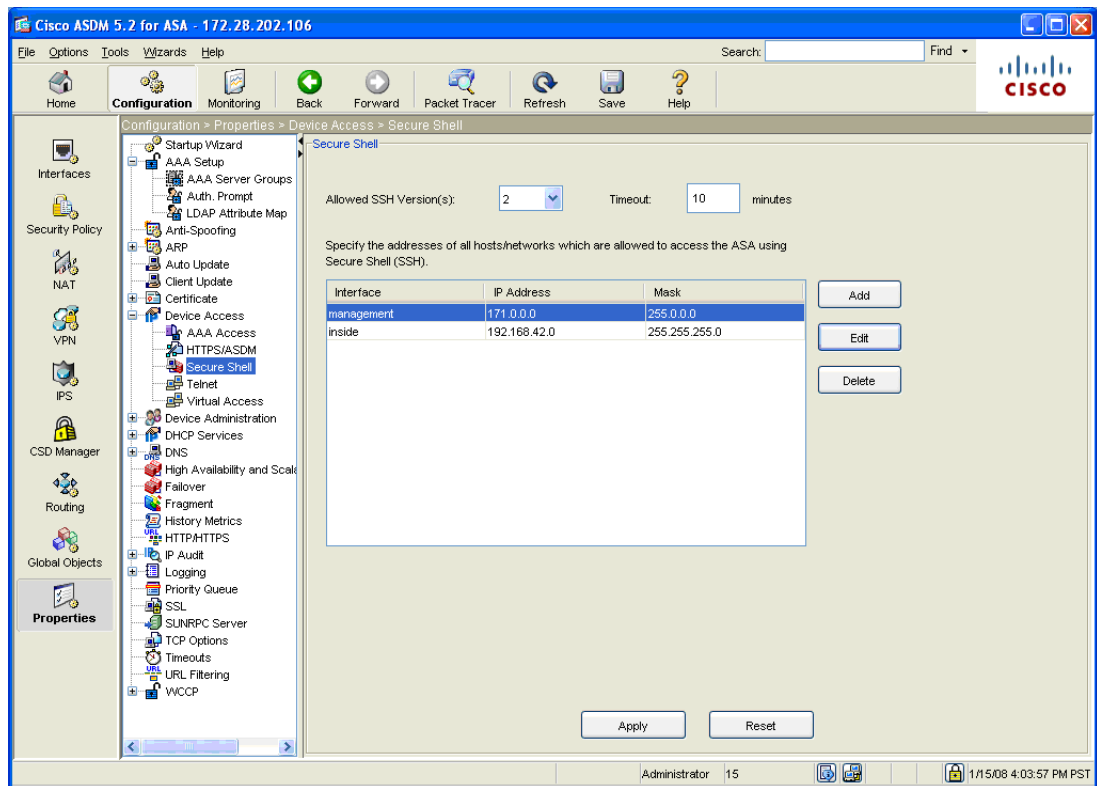 Cisco ASDM 5.2 for ASA - 172.28.202.106
File Options Tools Wizards Help
Search:
Find
Home
Configuration
Monitoring
Back
Forward
Packet Tracer
Refresh
Save
Help
CISCO
Configuration > Properties > Device Access > Secure Shell
Interfaces
Security Policy
NAT
VPN
IPS
CSD Manager
Routing
Global Objects
Properties
Startup Wizard
AAA Setup
AAA Server Groups
Auth. Prompt
LDAP Attribute Map
Anti-Spoofing
ARP
Auto Update
Client Update
Certificate
Device Access
AAA Access
HTTPS/ASDM
Secure Shell
Telnet
Virtual Access
Device Administration
DHCP Services
DNS
DNS
High Availability and Scala
Failover
Fragment
History Metrics
URL
HTTP/HTTPS
IP Audit
Logging
Priority Queue
SSL
SUNRPC Server
TCP Options
Timeouts
URL
URL Filtering
WCCP
Secure Shell
Allowed SSH Version(s): 2 Timeout: 10 minutes
Specify the addresses of all hosts/networks which are allowed to access the ASA using
Secure Shell (SSH).
Interface IP Address Mask
management 171.0.0.0 255.0.0.0
inside 192.168.42.0 255.255.255.0
Add
Edit
Delete
Apply
Reset
Administrator 15 1/15/08 4:03:57 PM PST